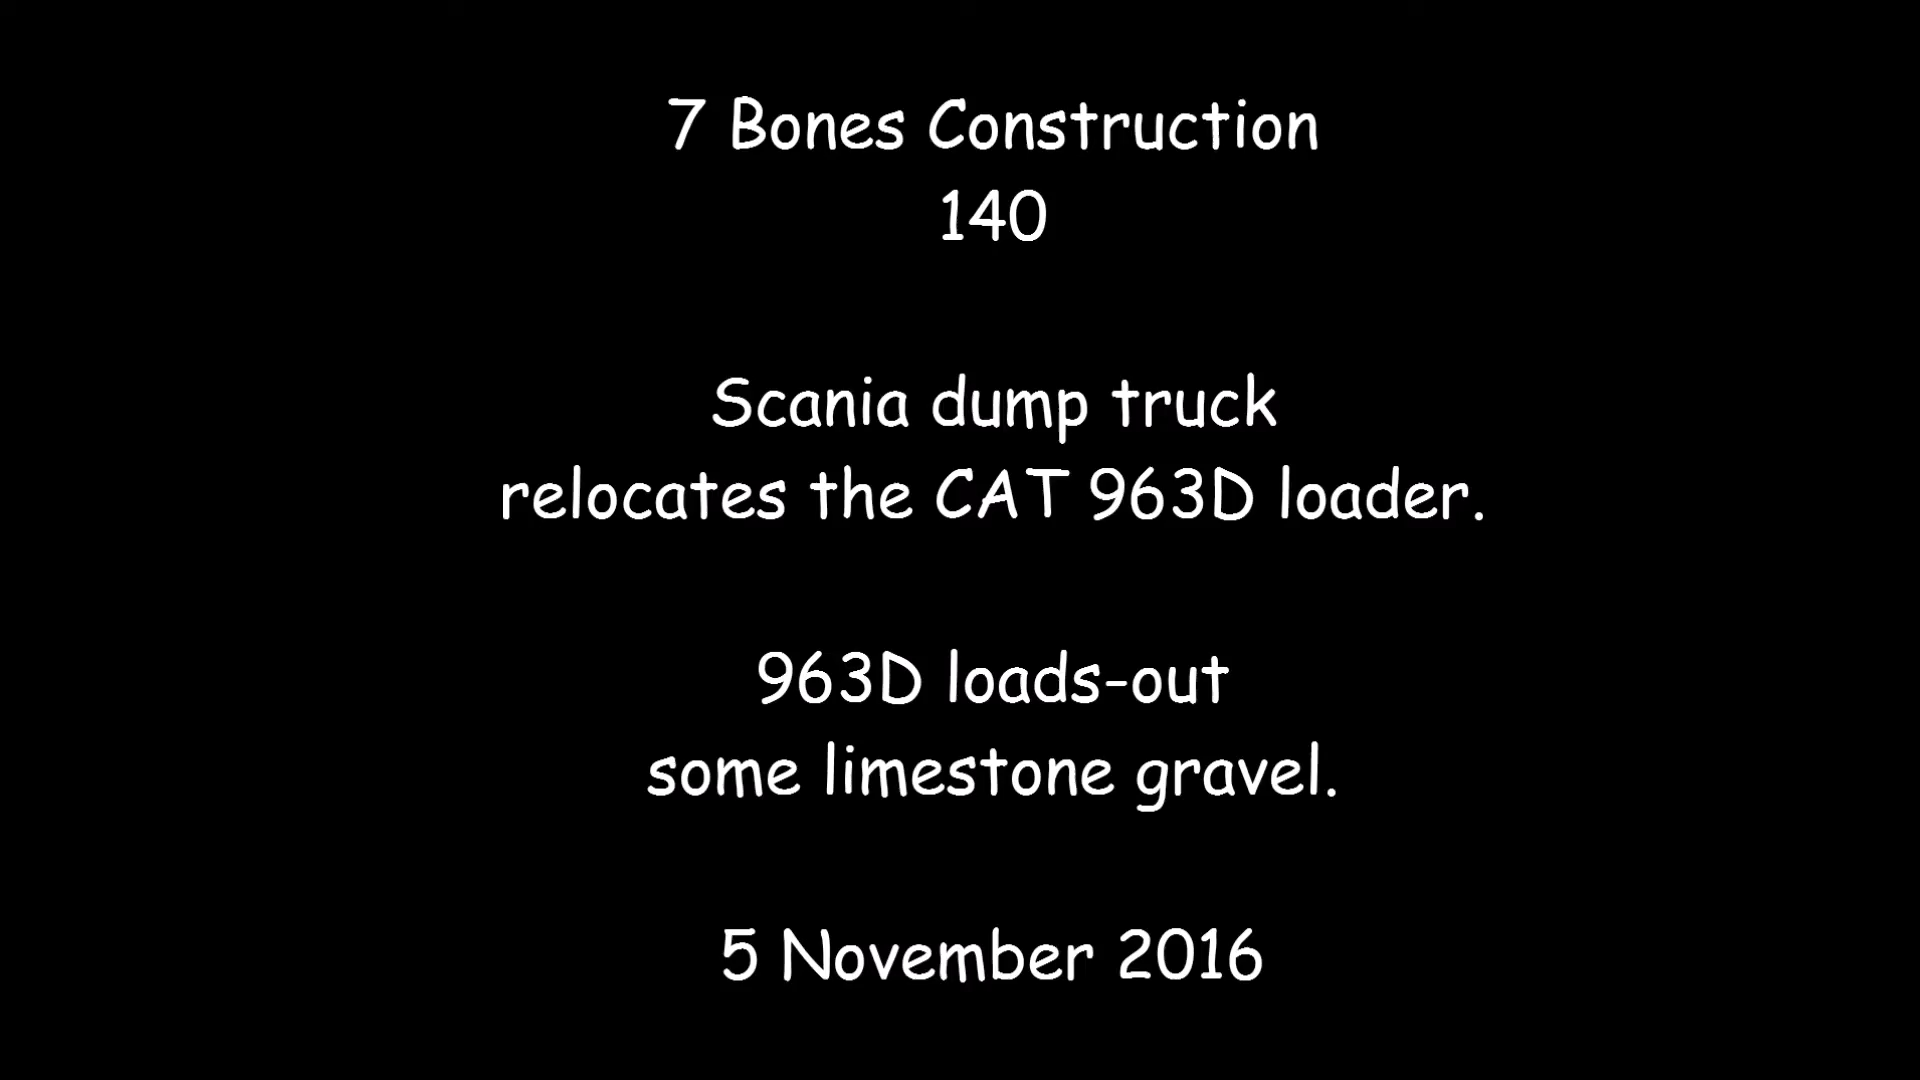 7 Bones Construction
140
Scania dump truck
relocates the CAT 963D loader.
963D loads-out
some limestone gravel.
5 November 2016